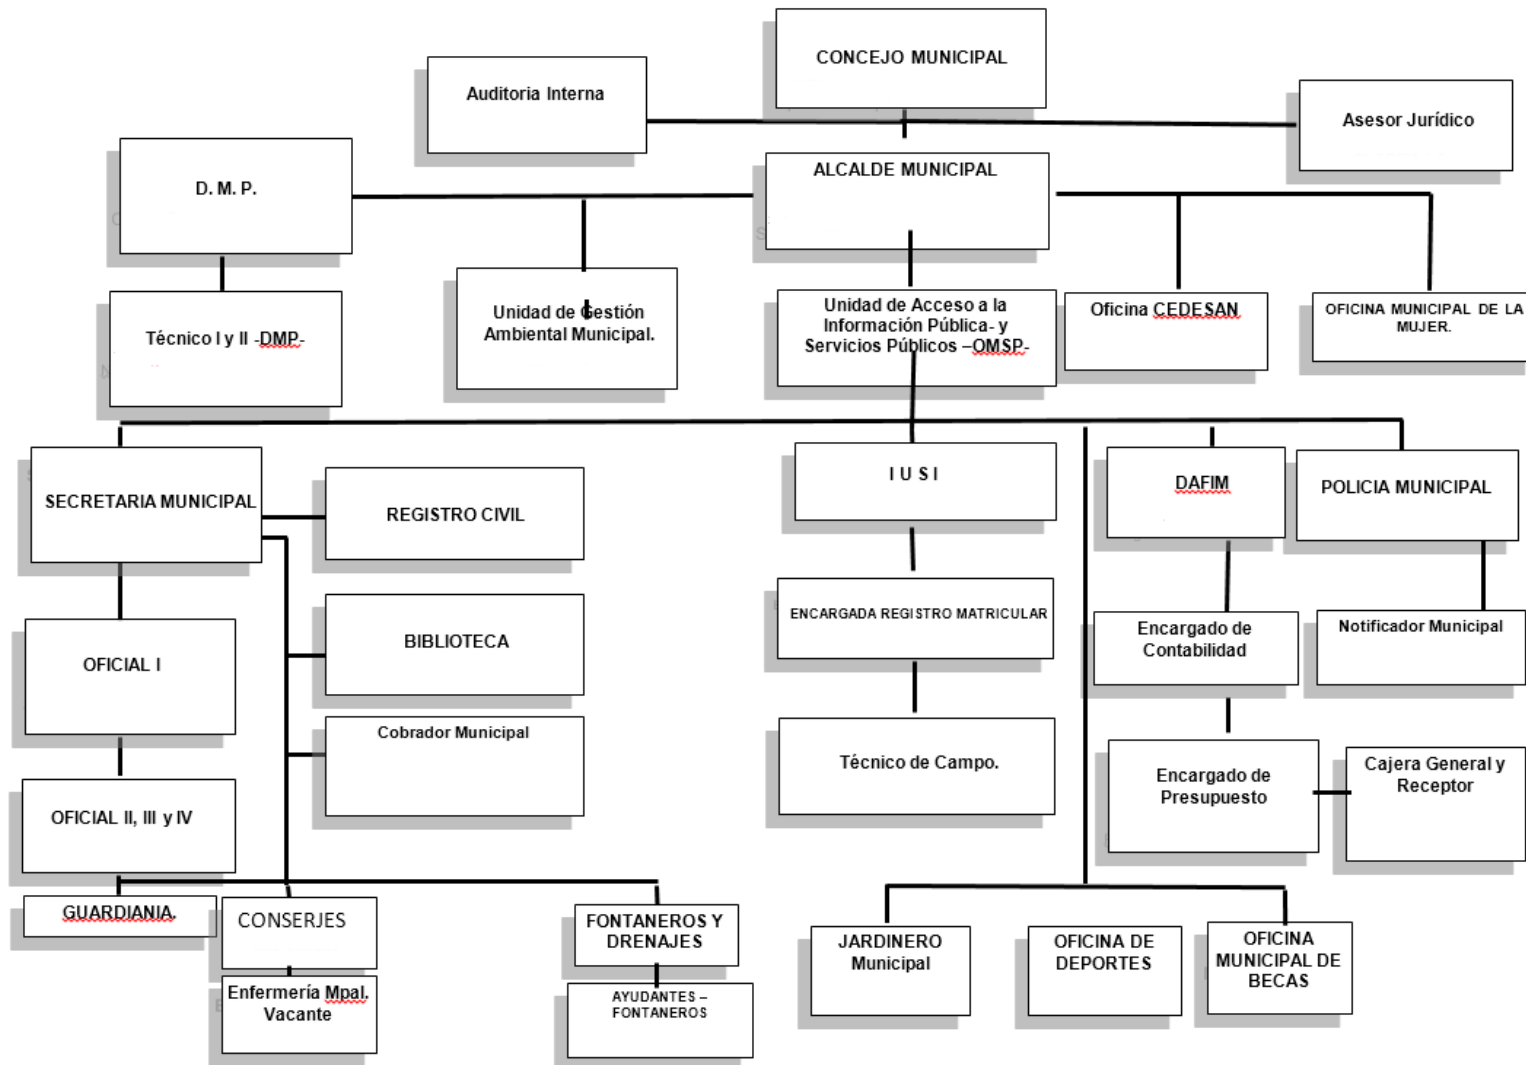 CONCEJO MUNICIPAL
Auditoria Interna
Asesor Jurídico
ALCALDE MUNICIPAL
D. M. P.
Técnico I y II -DMP-
Unidad de Gestión
Ambiental Municipal.
Unidad de Acceso a la
Información Pública- y
Servicios Públicos –OMSP-
Oficina CEDESAN
OFICINA MUNICIPAL DE LA
MUJER.
SECRETARIA MUNICIPAL
REGISTRO CIVIL
I U S I
DAFIM
POLICIA MUNICIPAL
ENCARGADA REGISTRO MATRICULAR
Encargado de
Contabilidad
Notificador Municipal
OFICIAL I
BIBLIOTECA
Cobrador Municipal
Técnico de Campo.
Encargado de
Presupuesto
Cajera General y
Receptor
OFICIAL II, III y IV
GUARDIANIA.
CONSERJES
FONTANEROS Y
DRENAJES
JARDINERO
Municipal
OFICINA DE
DEPORTES
OFICINA
MUNICIPAL DE
BECAS
Enfermería Mpal.
Vacante
AYUDANTES –
FONTANEROS